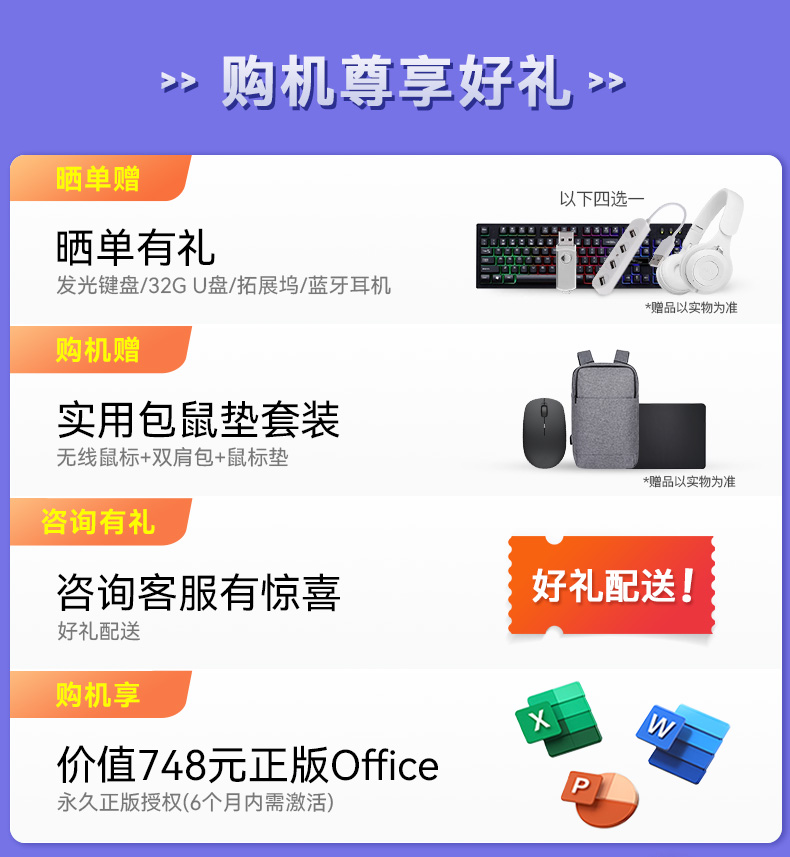 >> 购机尊享好礼 >>
晒单赠
以下四选一
晒单有礼
发光键盘/32G U盘/拓展坞/蓝牙耳机
*赠品以实物为准
购机赠
实用包鼠垫套装
无线鼠标+双肩包+鼠标垫
*赠品以实物为准
咨询有礼
咨询客服有惊喜
好礼配送
好礼配送!
购机享
价值748元正版Office
永久正版授权(6个月内需激活)
X
W
P